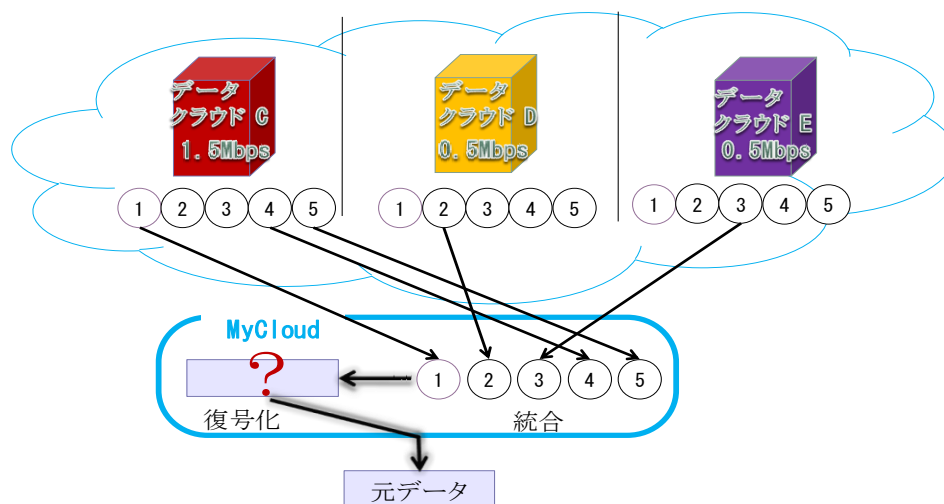 データ
クラウド C
1.5Mbps
データ
クラウド D
0.5Mbps
データ
クラウド E
0.5Mbps
1 2 3 4 5
1 2 3 4 5
1 2 3 4 5
MyCloud
?
1 2 3 4 5
復号化
統合
元データ